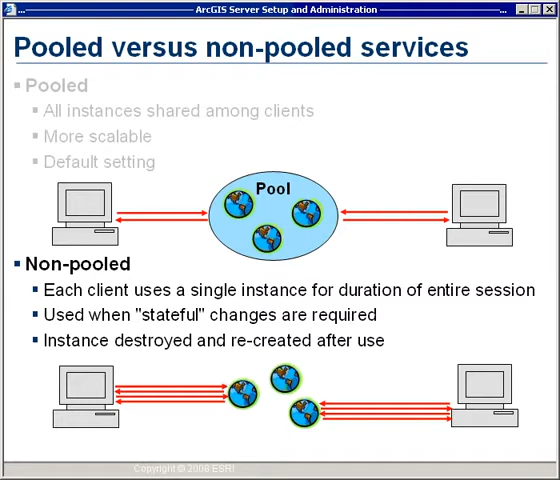 ArcGIS Server Setup and Administration
Pooled versus non-pooled services
Pooled
All instances shared among clients
More scalable
Default setting
Pool
Non-pooled
Each client uses a single instance for duration of entire session
Used when "stateful" changes are required
Instance destroyed and re-created after use
Copyright © 2008 ESRI